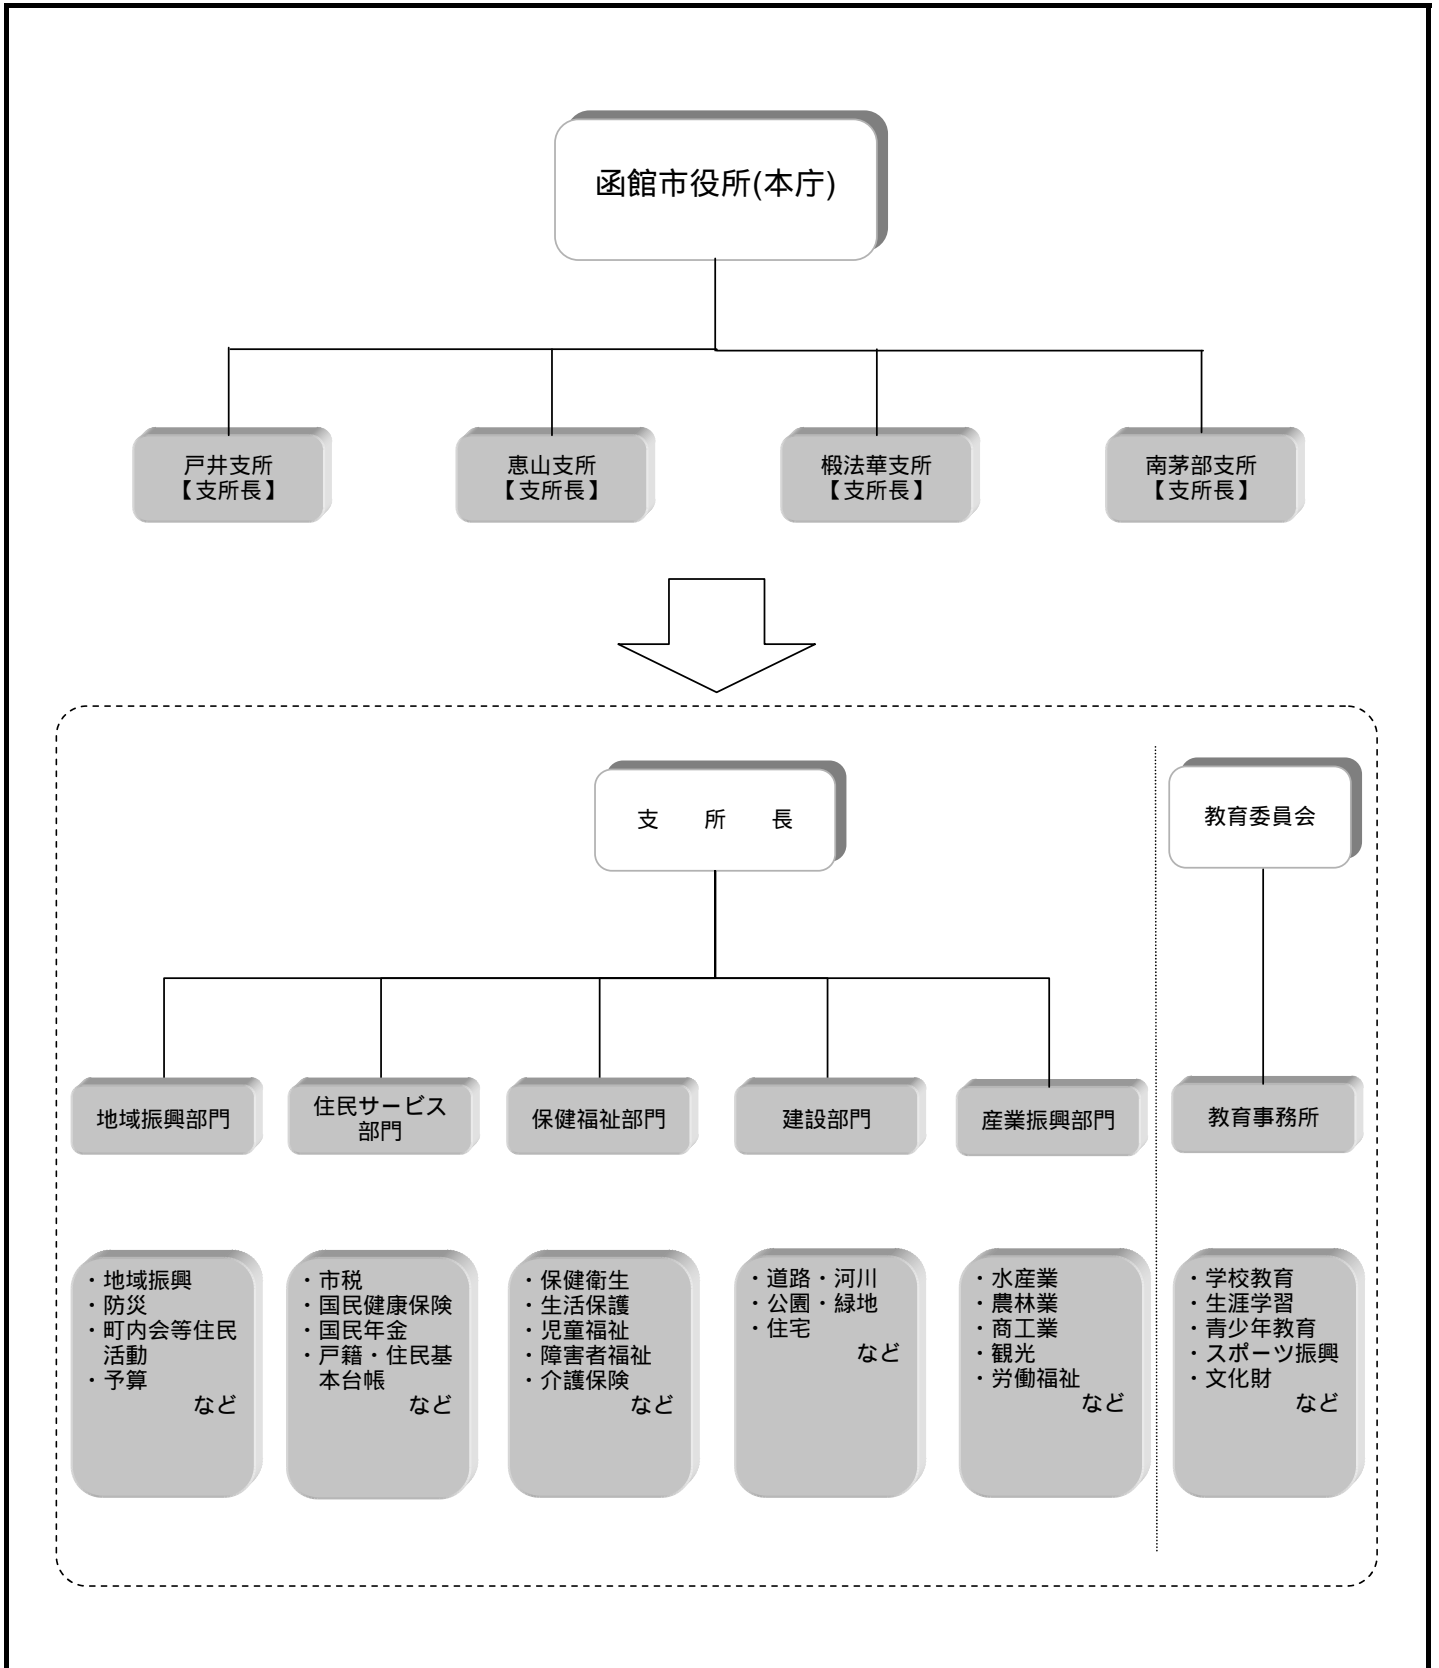 函館市役所(本庁)
戸井支所
【支所長】
恵山支所
【支所長】
椴法華支所
【支所長】
南茅部支所
【支所長】
支　所　長
教育委員会
地域振興部門
住民サービス
部門
保健福祉部門
建設部門
産業振興部門
教育事務所
・地域振興
・防災
・町内会等住民
活動
・予算
など
・市税
・国民健康保険
・国民年金
・戸籍・住民基
本台帳
など
・保健衛生
・生活保護
・児童福祉
・障害者福祉
・介護保険
など
・道路・河川
・公園・緑地
・住宅
など
・水産業
・農林業
・商工業
・観光
・労働福祉
など
・学校教育
・生涯学習
・青少年教育
・スポーツ振興
・文化財
など